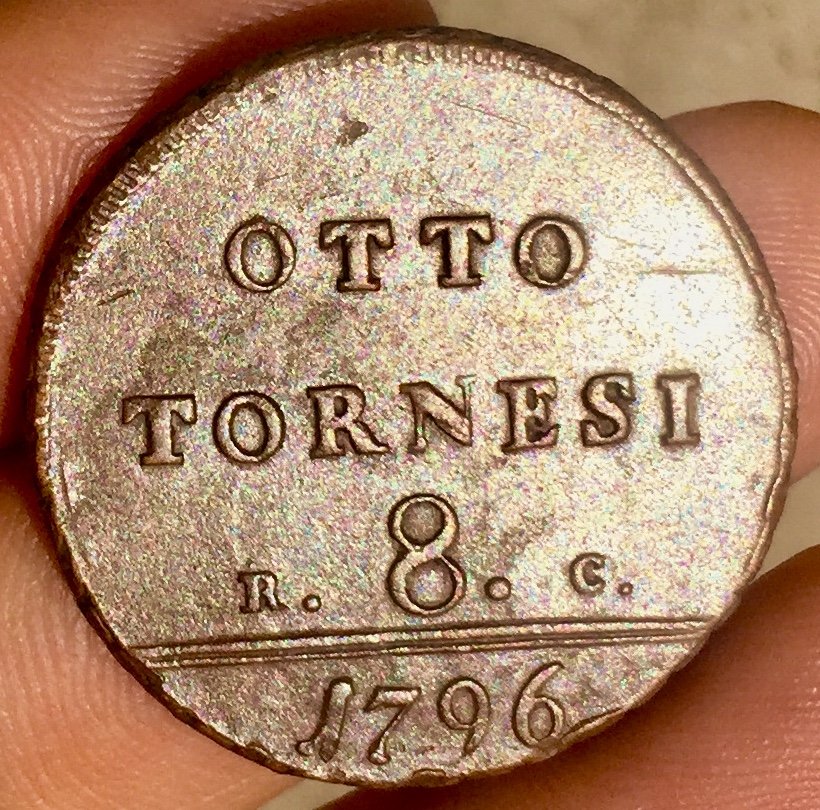 OTTO
TORNESI
R. 8. C.
1796